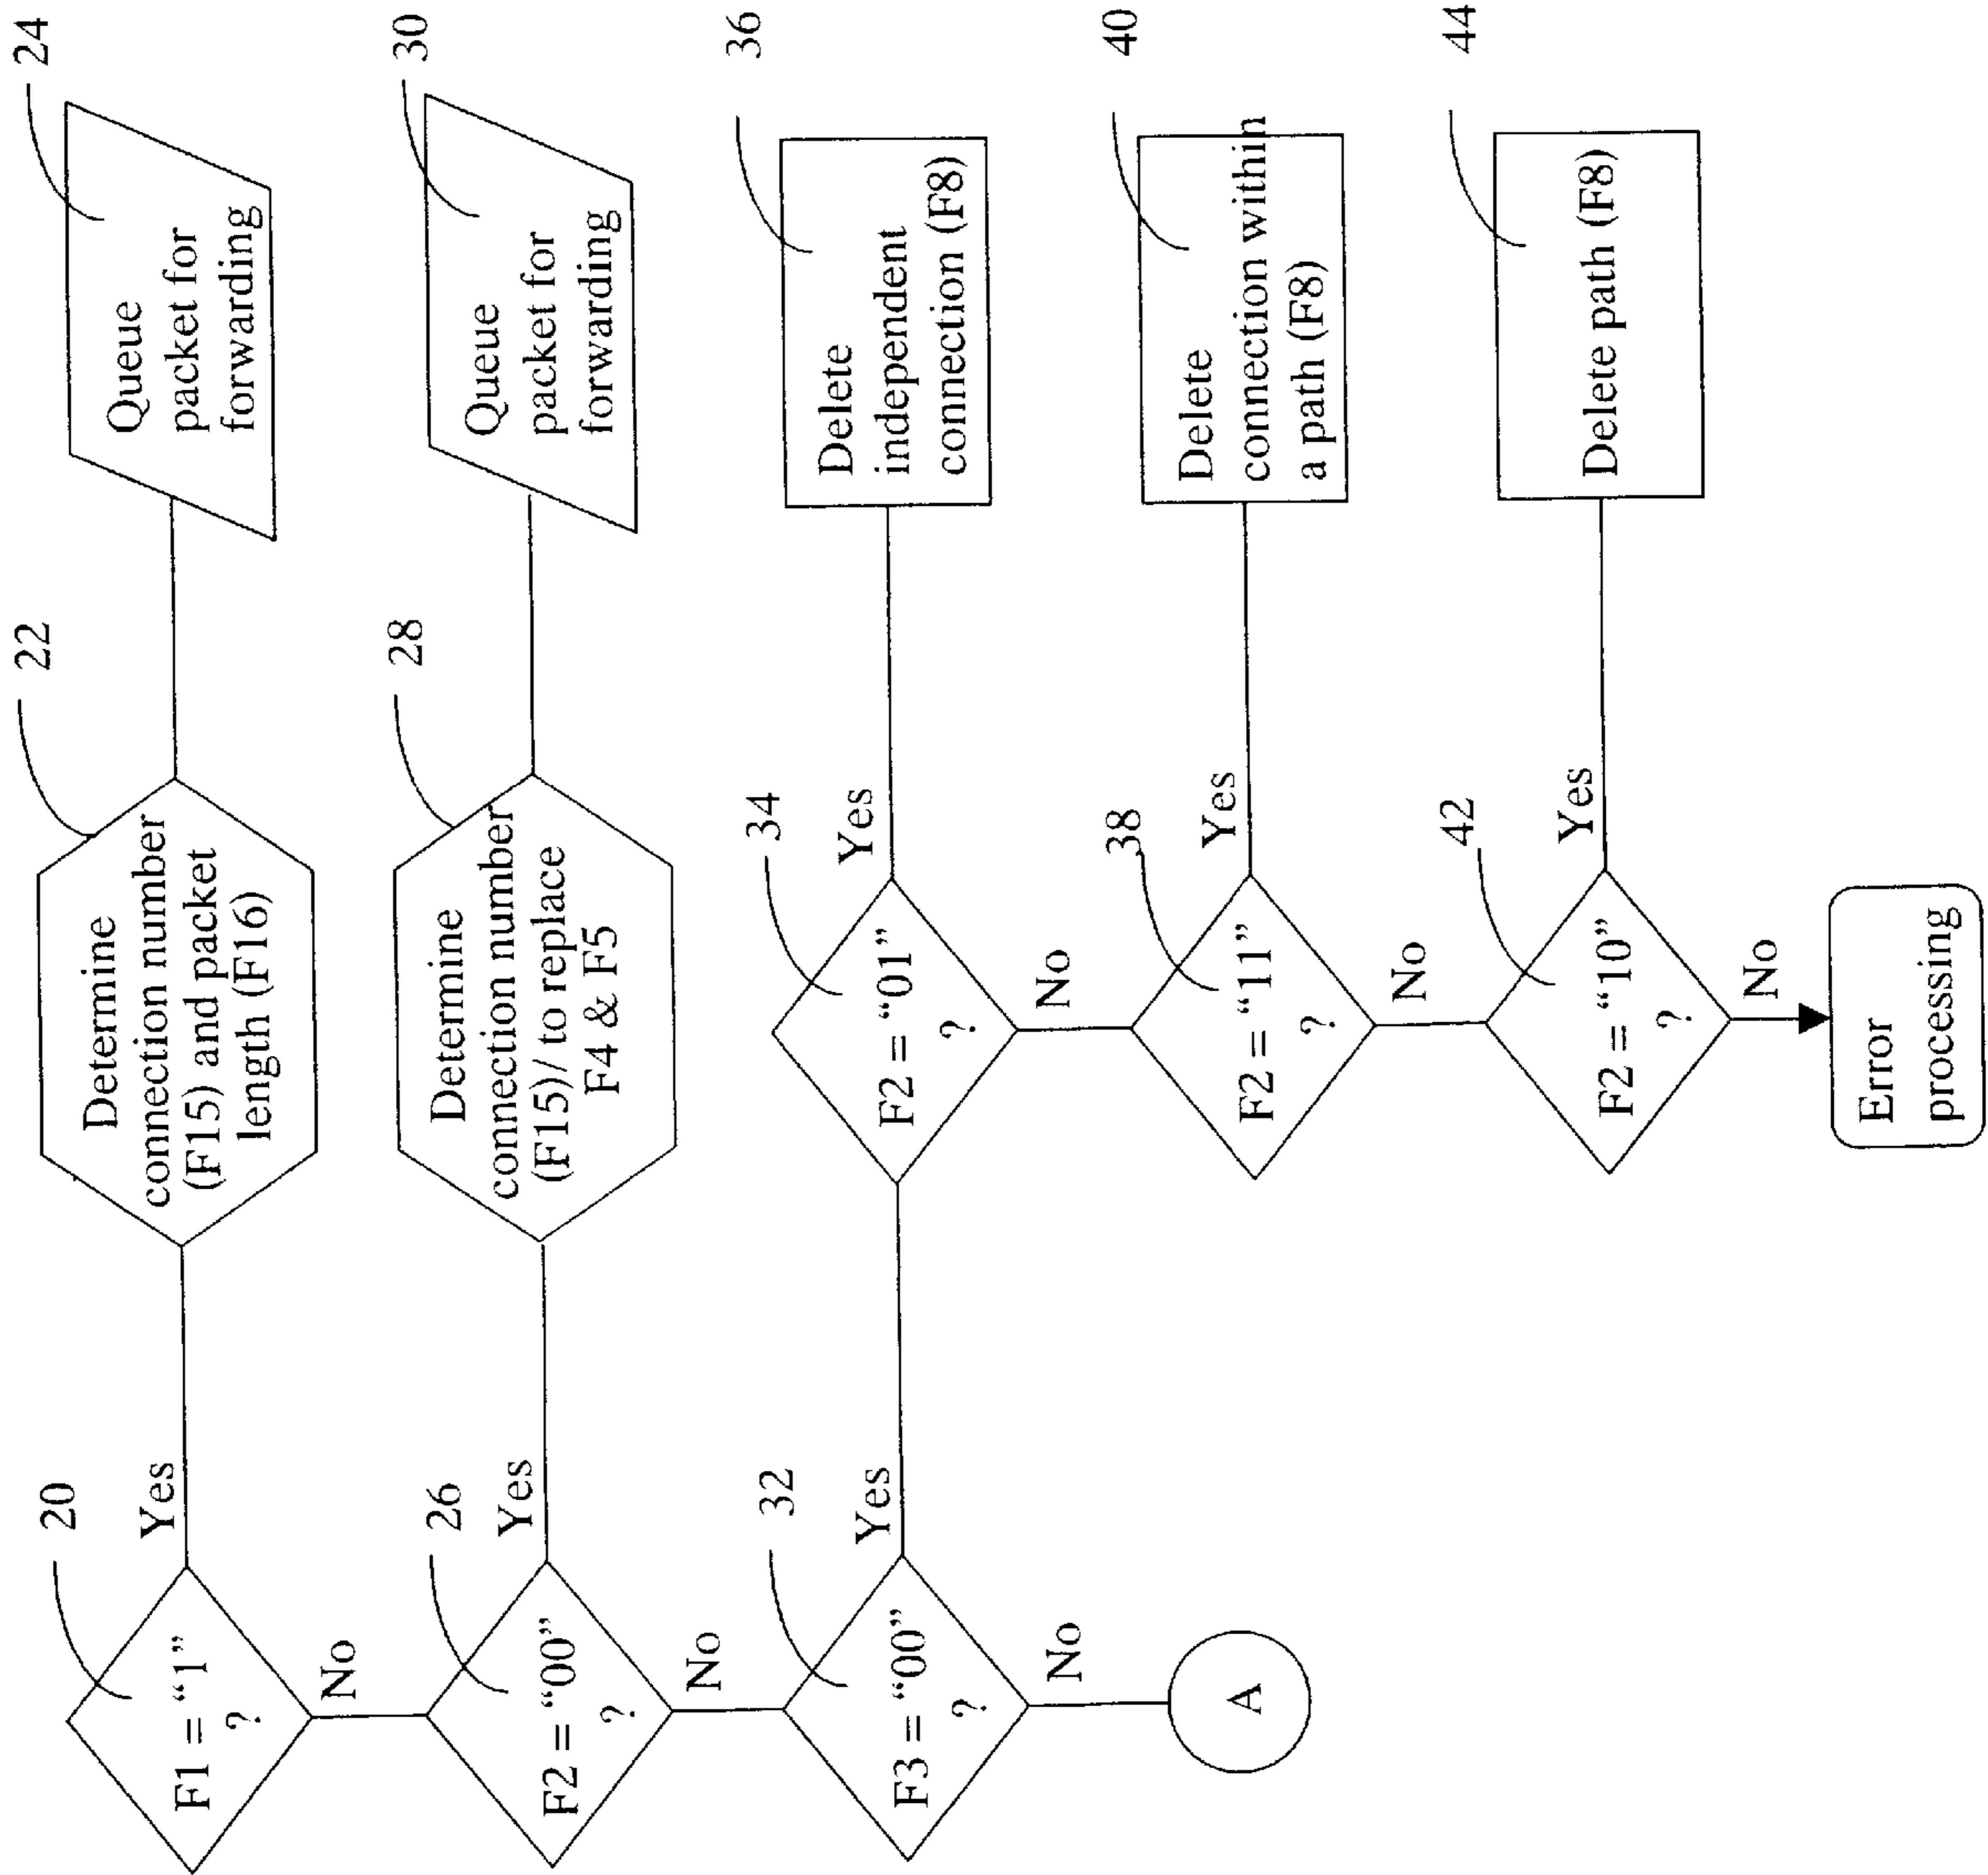 20
F1 = “1”
?
Yes
No
22
Determine
connection number
(F15) and packet
length (F16)
24
Queue
packet for
forwarding
26
F2 = “00”
?
Yes
No
28
Determine
connection number
(F15)/ to replace
F4 & F5
30
Queue
packet for
forwarding
32
F3 = “00”
?
Yes
No
A
34
F2 = “01”
?
Yes
No
36
Delete
independent
connection (F8)
38
F2 = “11”
?
Yes
No
40
Delete
connection within
a path (F8)
42
F2 = “10”
?
Yes
No
44
Delete path (F8)
Error
processing